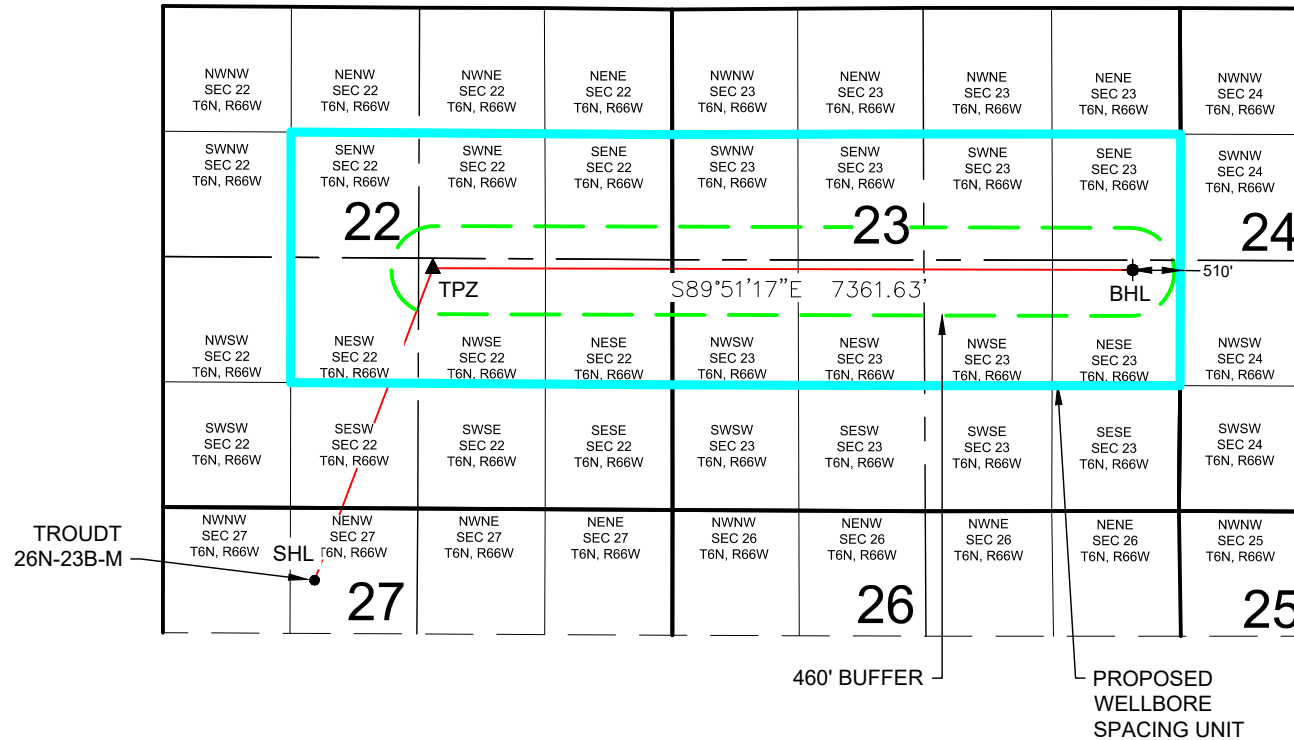 NWNW
SEC 22
T6N, R66W
NENW
SEC 22
T6N, R66W
NWNE
SEC 22
T6N, R66W
NENE
SEC 22
T6N, R66W
NWNW
SEC 23
T6N, R66W
NENW
SEC 23
T6N, R66W
NWNE
SEC 23
T6N, R66W
NENE
SEC 23
T6N, R66W
NWNW
SEC 24
T6N, R66W
SWNW
SEC 22
T6N, R66W
SENW
SEC 22
T6N, R66W
SWNE
SEC 22
T6N, R66W
SENE
SEC 22
T6N, R66W
SWNW
SEC 23
T6N, R66W
SENW
SEC 23
T6N, R66W
SWNE
SEC 23
T6N, R66W
SENE
SEC 23
T6N, R66W
SWNW
SEC 24
T6N, R66W
22
23
24
TPZ
S89°51'17"E 7361.63'
BHL
510'
NWSW
SEC 22
T6N, R66W
NESW
SEC 22
T6N, R66W
NWSE
SEC 22
T6N, R66W
NESE
SEC 22
T6N, R66W
NWSW
SEC 23
T6N, R66W
NESW
SEC 23
T6N, R66W
NWSE
SEC 23
T6N, R66W
NESE
SEC 23
T6N, R66W
NWSW
SEC 24
T6N, R66W
SWSW
SEC 22
T6N, R66W
SESW
SEC 22
T6N, R66W
SWSE
SEC 22
T6N, R66W
SESE
SEC 22
T6N, R66W
SWSW
SEC 23
T6N, R66W
SESW
SEC 23
T6N, R66W
SWSE
SEC 23
T6N, R66W
SESE
SEC 23
T6N, R66W
SWSW
SEC 24
T6N, R66W
NWNW
SEC 27
T6N, R66W
NENW
SEC 27
T6N, R66W
NWNE
SEC 27
T6N, R66W
NENE
SEC 27
T6N, R66W
NWNW
SEC 26
T6N, R66W
NENW
SEC 26
T6N, R66W
NWNE
SEC 26
T6N, R66W
NENE
SEC 26
T6N, R66W
NWNW
SEC 25
T6N, R66W
TROUDT
26N-23B-M
SHL
27
26
25
460' BUFFER
PROPOSED
WELLBORE
SPACING UNIT